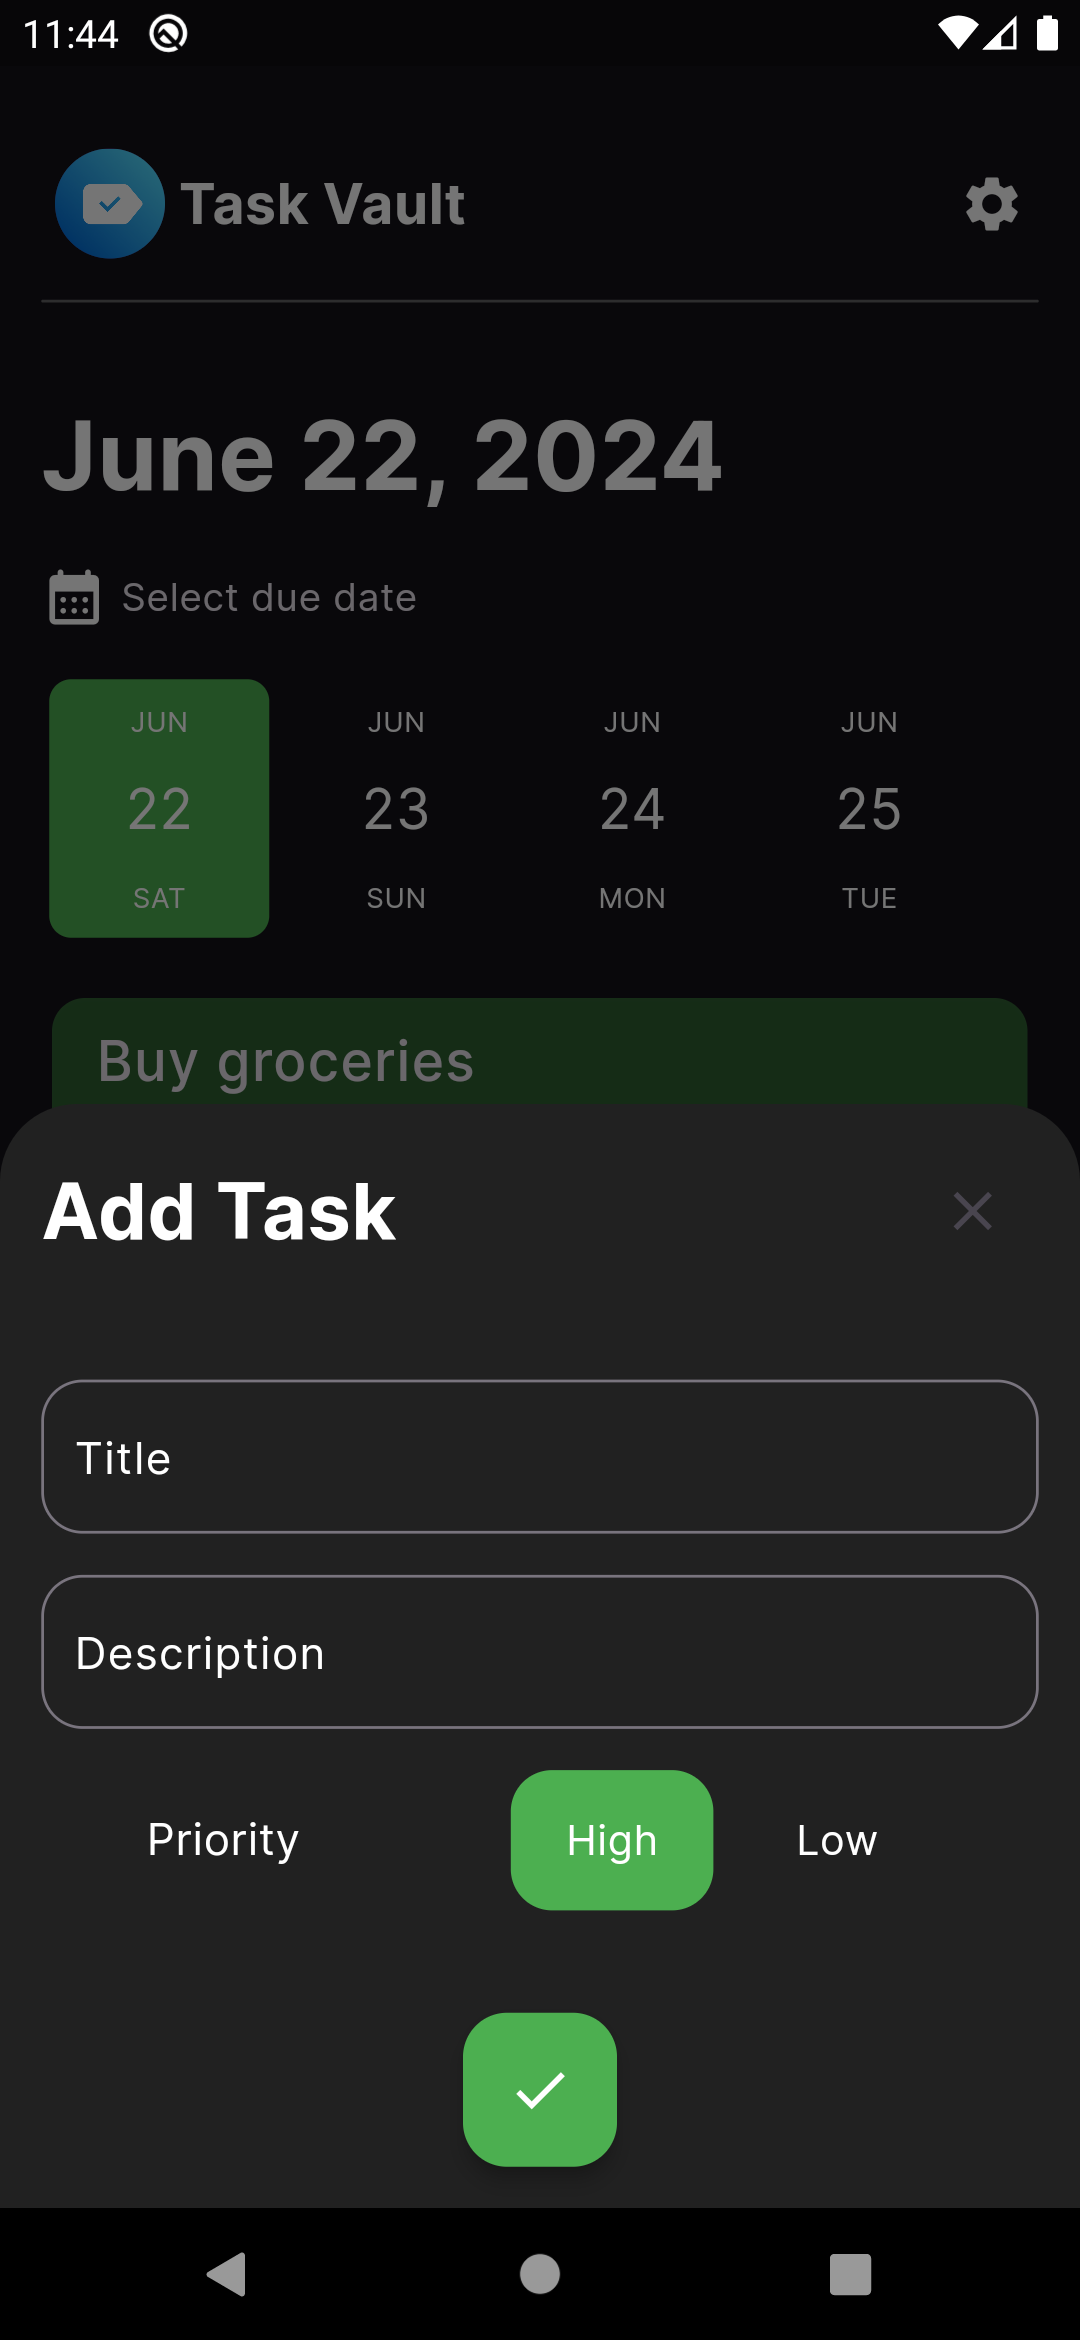 11:44
Task Vault
June 22, 2024
Select due date
JUN JUN JUN JUN
22 23 24 25
SAT SUN MON TUE
Buy groceries
Add Task
Title
Description
Priority High Low